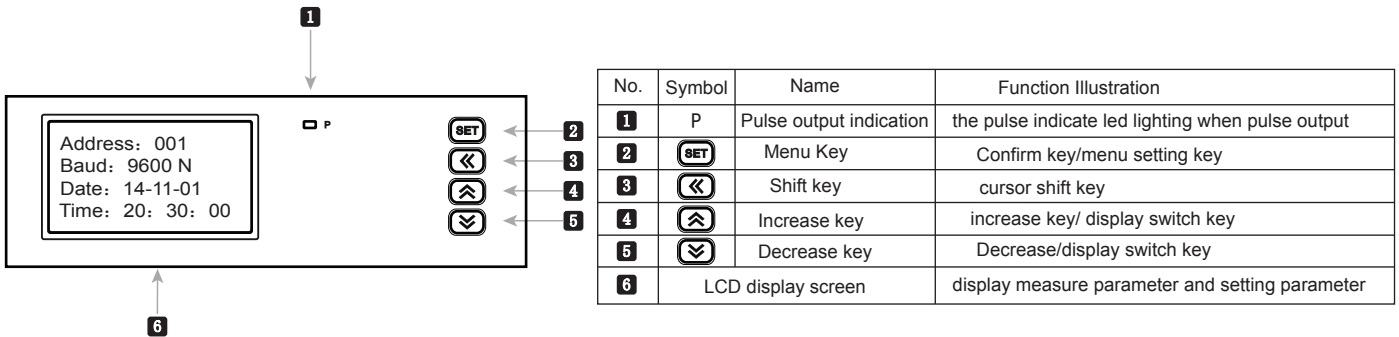 1
P
SET
2
3
4
5
6
Address：001
Baud：9600 N
Date：14-11-01
Time：20：30：00
No. Symbol Name Function Illustration
1 P Pulse output indication the pulse indicate led lighting when pulse output
2 SET Menu Key Confirm key/menu setting key
3 Shift key cursor shift key
4 Increase key increase key/ display switch key
5 Decrease key Decrease/display switch key
6 LCD display screen display measure parameter and setting parameter